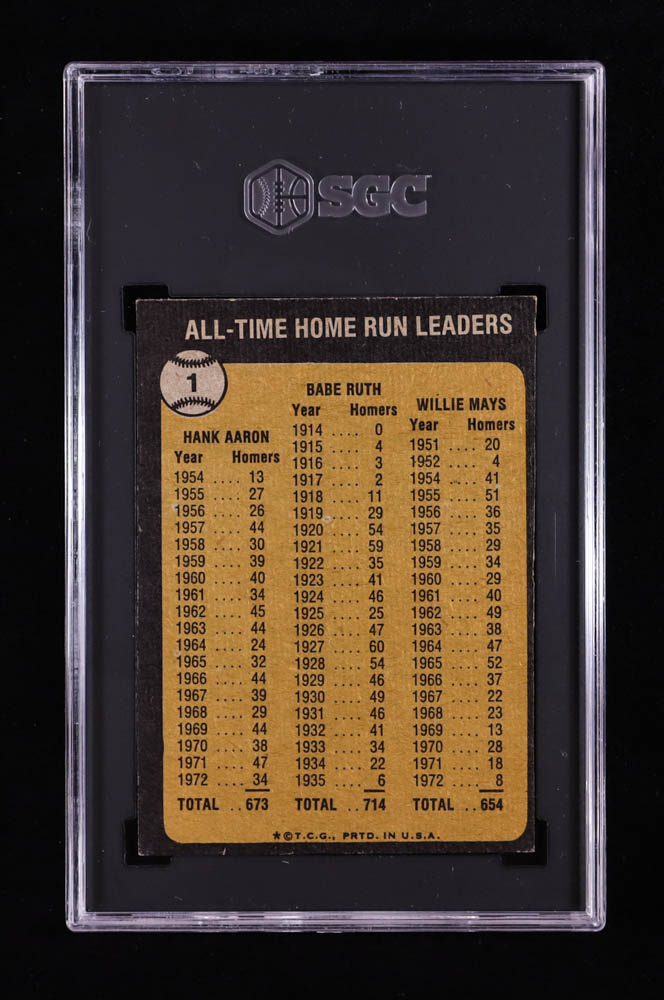 SGC
ALL-TIME HOME RUN LEADERS
1
HANK AARON
Year Homers
1954 .... 13
1955 .... 27
1956 .... 26
1957 .... 44
1958 .... 30
1959 .... 39
1960 .... 40
1961 .... 34
1962 .... 45
1963 .... 44
1964 .... 24
1965 .... 32
1966 .... 44
1967 .... 39
1968 .... 29
1969 .... 44
1970 .... 38
1971 .... 47
1972 .... 34
TOTAL .. 673
BABE RUTH
Year Homers
1914 .... 0
1915 .... 4
1916 .... 3
1917 .... 2
1918 .... 11
1919 .... 29
1920 .... 54
1921 .... 59
1922 .... 35
1923 .... 41
1924 .... 46
1925 .... 25
1926 .... 47
1927 .... 60
1928 .... 54
1929 .... 46
1930 .... 49
1931 .... 46
1932 .... 41
1933 .... 34
1934 .... 22
1935 .... 6
TOTAL .. 714
WILLIE MAYS
Year Homers
1951 .... 20
1952 .... 4
1954 .... 41
1955 .... 51
1956 .... 36
1957 .... 35
1958 .... 29
1959 .... 34
1960 .... 29
1961 .... 40
1962 .... 49
1963 .... 38
1964 .... 47
1965 .... 52
1966 .... 37
1967 .... 22
1968 .... 23
1969 .... 13
1970 .... 28
1971 .... 18
1972 .... 8
TOTAL .. 654
★©T.C.G., PRTD. IN U.S.A.